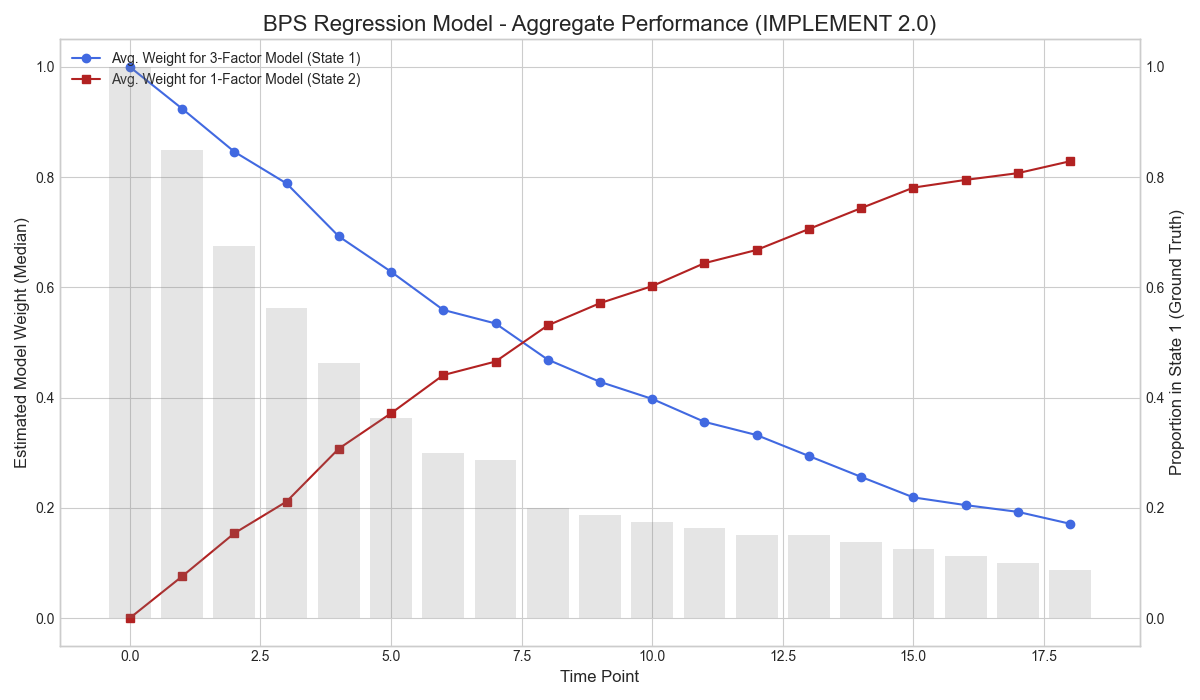 BPS Regression Model - Aggregate Performance (IMPLEMENT 2.0)
Avg. Weight for 3-Factor Model (State 1)
Avg. Weight for 1-Factor Model (State 2)
Estimated Model Weight (Median)
1.0
0.8
0.6
0.4
0.2
0.0
1.0
0.8
0.6
0.4
0.2
0.0
Proportion in State 1 (Ground Truth)
0.0 2.5 5.0 7.5 10.0 12.5 15.0 17.5
Time Point